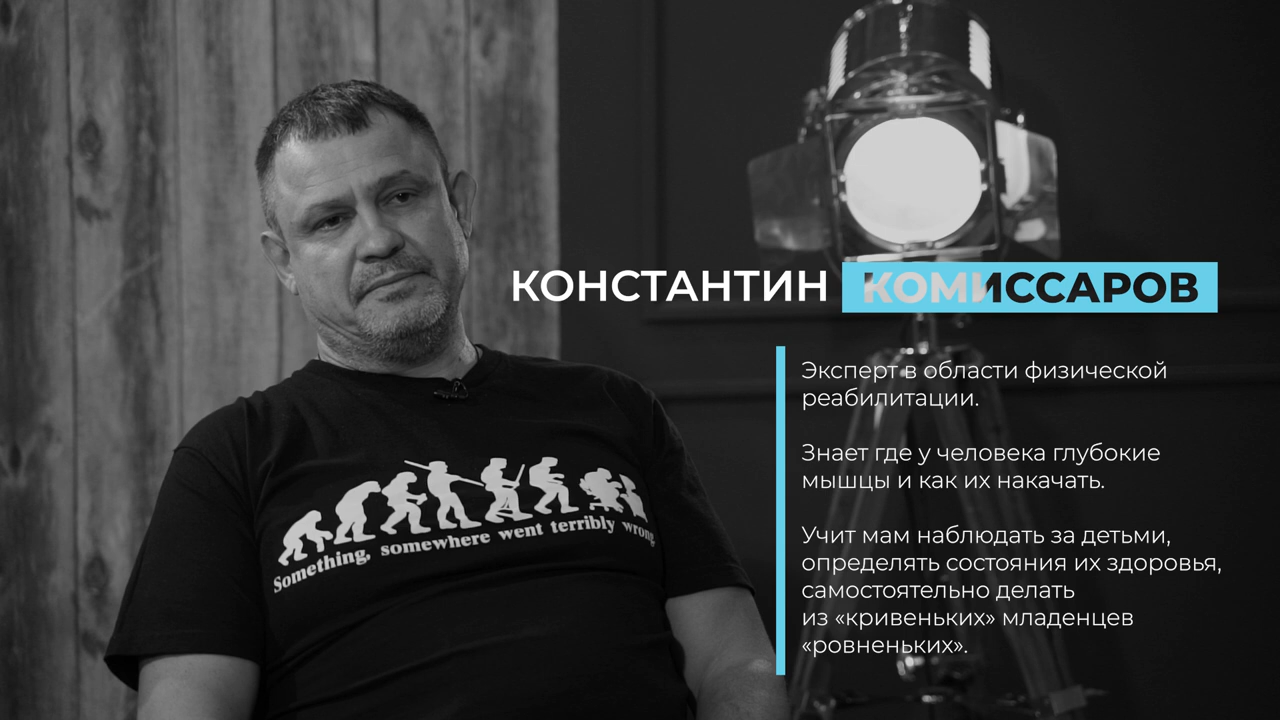 КОНСТАНТИН КОМИССАРОВ
Эксперт в области физической
реабилитации.
Знает где у человека глубокие
мышцы и как их накачать.
Учит мам наблюдать за детьми,
определять состояния их здоровья,
самостоятельно делать
из «кривеньких» младенцев
«ровненьких».
Something, somewhere went terribly wrong